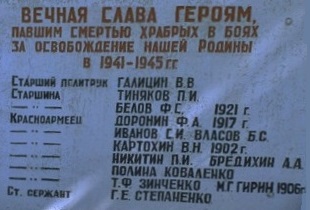 ВЕЧНАЯ СЛАВА ГЕРОЯМ,
ПАВШИМ СМЕРТЬЮ ХРАБРЫХ В БОЯХ
ЗА ОСВОБОЖДЕНИЕ НАШЕЙ РОДИНЫ
В 1941-1945 ГГ
СТАРШИЙ ПОЛИТРУК ГАЛИЦИН В.В
СТАРШИНА ТИНЯКОВ П.И.
—"— БЕЛОВ Ф.С. 1921 г.
КРАСНОАРМЕЕЦ ДОРОНИН Ф.А. 1917 г.
—"— ИВАНОВ С.И ВЛАСОВ Б.С.
—"— КАРТОХИН В.Н. 1902 г.
—"— НИКИТИН П.И. БРЕДИХИН А.А.
—"— ПОЛИНА КОВАЛЕНКО
—"— Т.Ф. ЗИНЧЕНКО М.Г. ГИРИН 1906г
СТ. СЕРЖАНТ Г.Е. СТЕПАНЕНКО